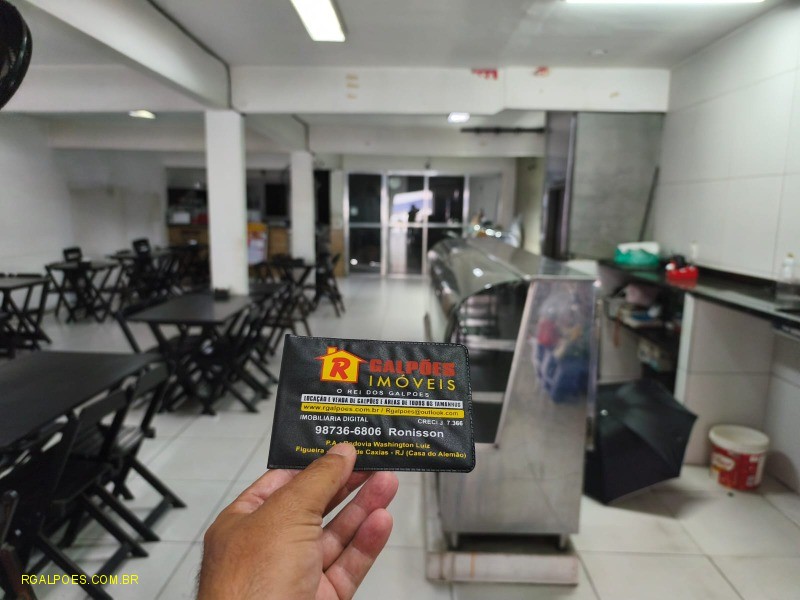 R GALPÕES
IMÓVEIS
O REI DOS GALPOES
LOCAÇÃO E VENDA DE GALPÕES E ÁREAS DE TODOS OS TAMANHOS
www.rgalpoes.com.br / Rgalpoes@outlook.com
IMOBILIÁRIA DIGITAL CRECI J 7.366
98736-6806 Ronisson
P.A - Rodovia Washington Luiz
Figueira de Caxias - RJ (Casa do Alemão)
RGALPOES.COM.BR